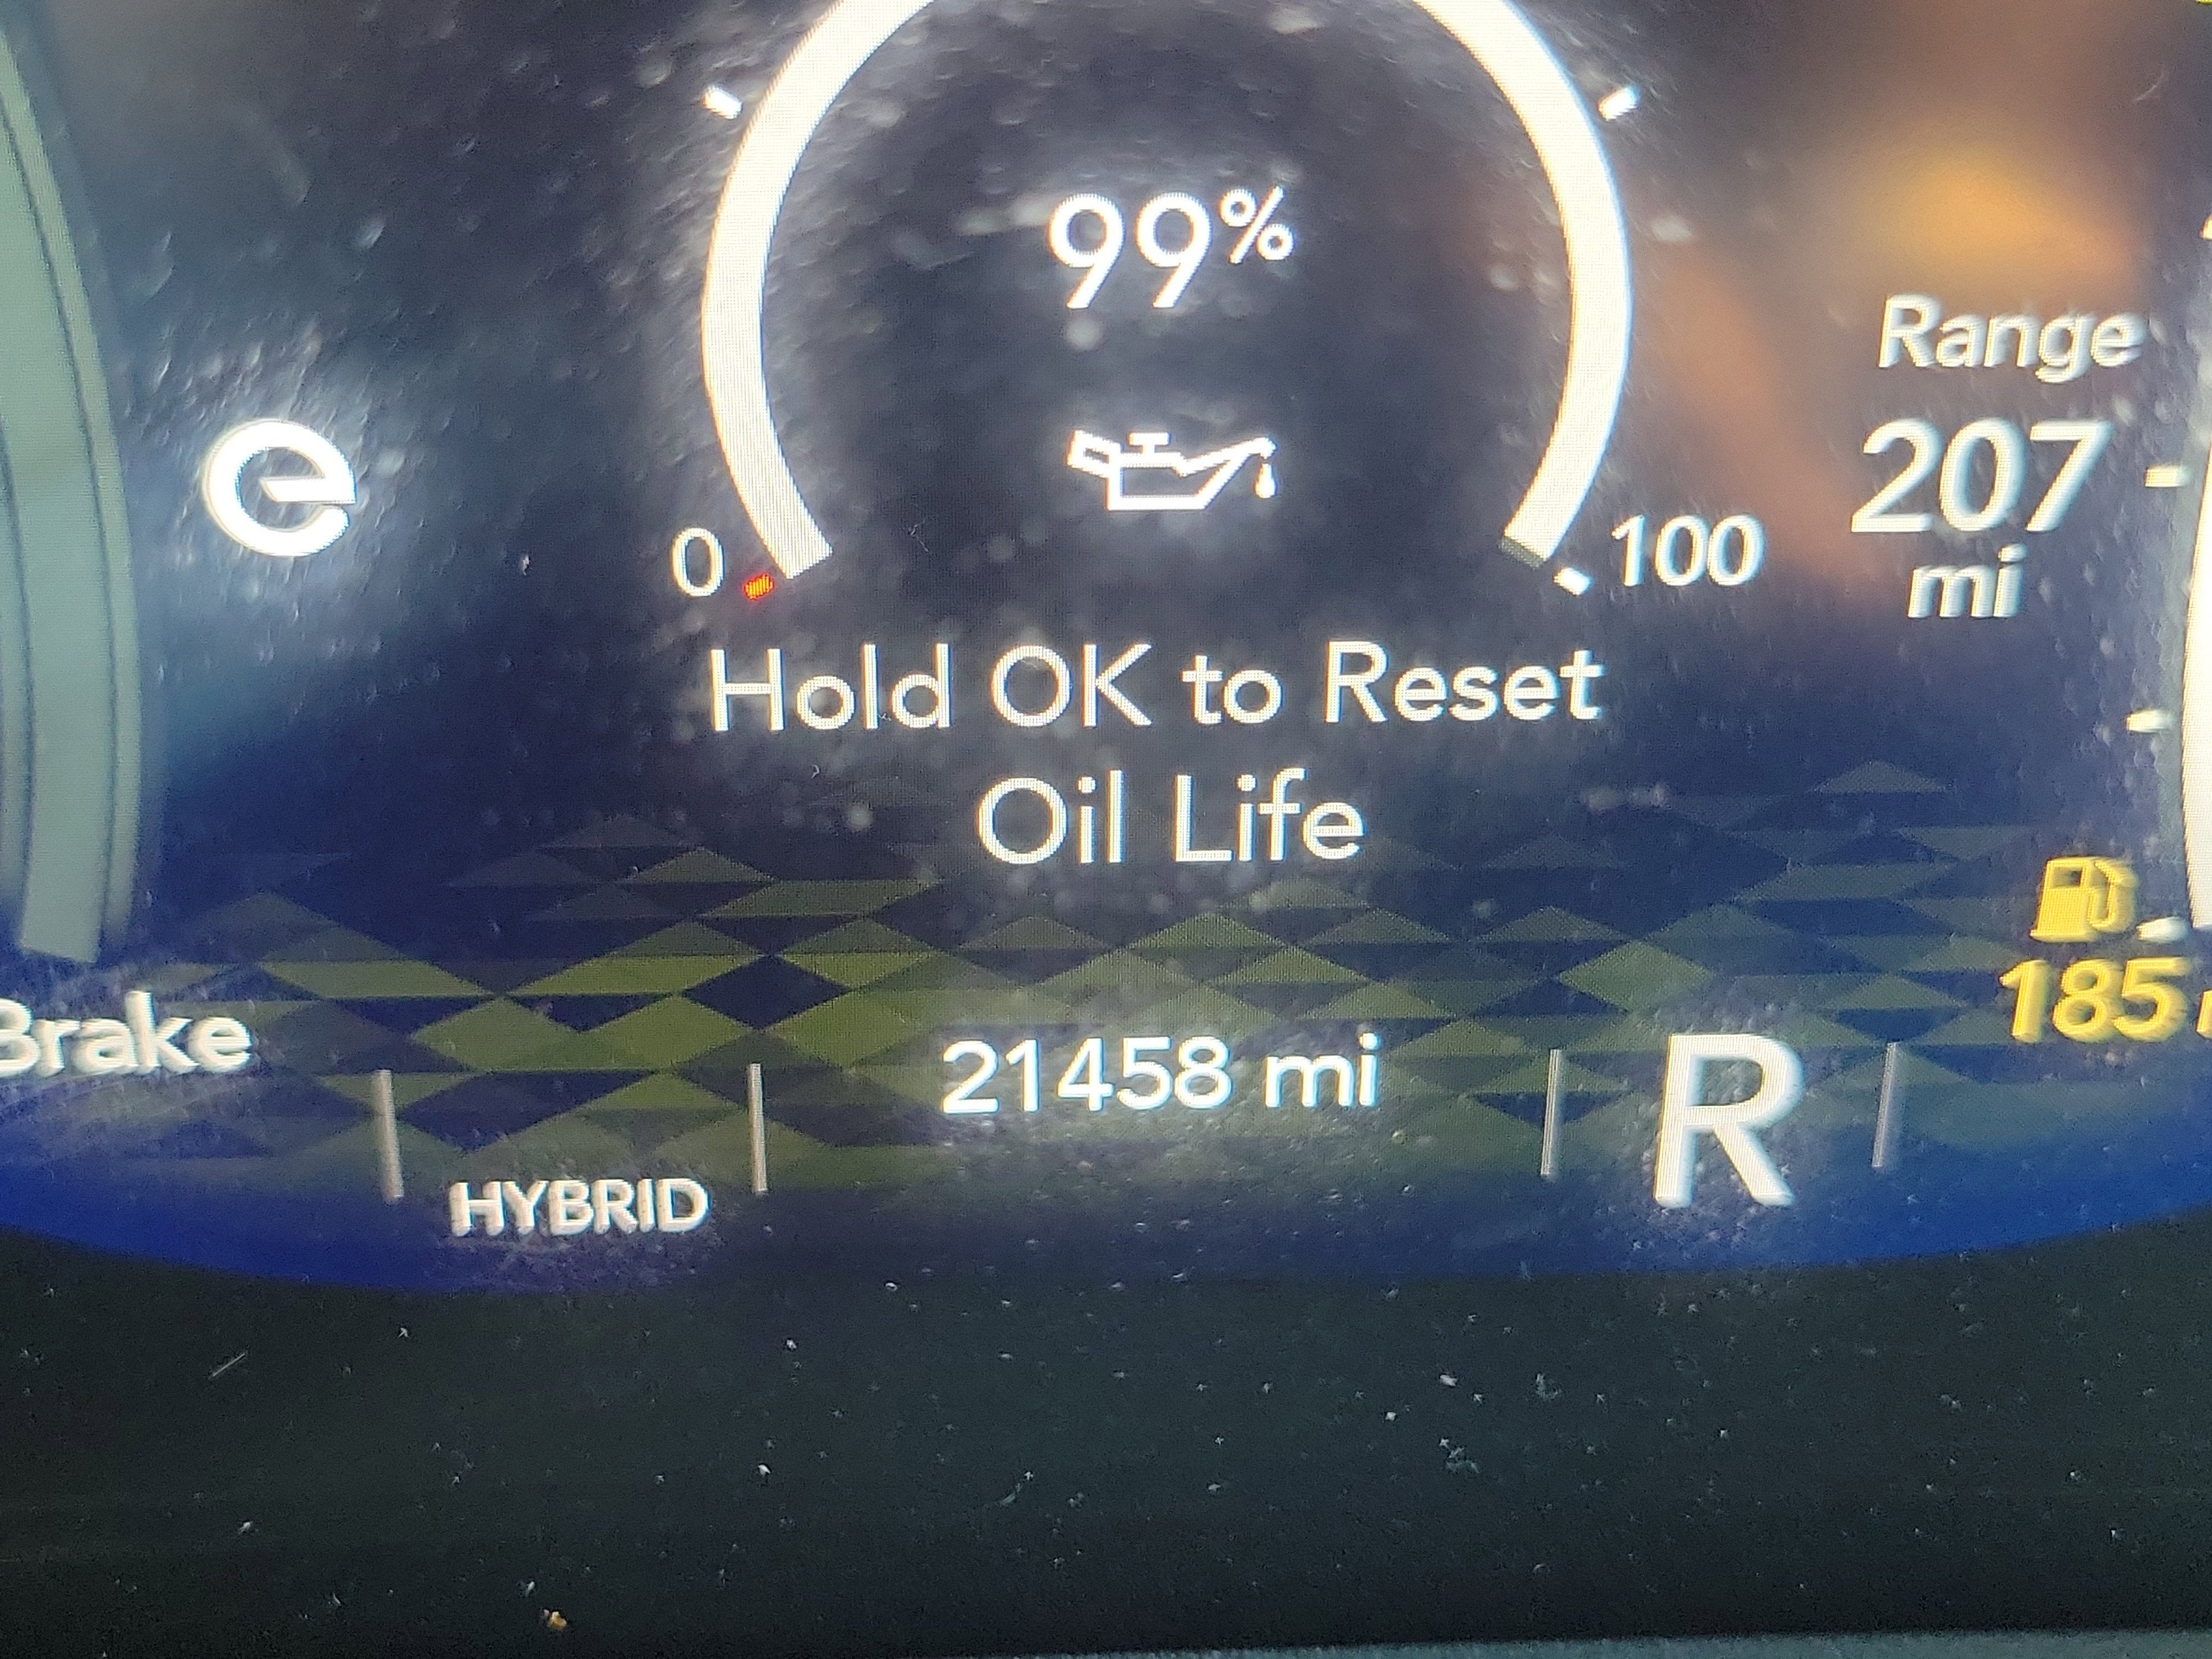 99%
e
Range
207
mi
0
100
Hold OK to Reset
Oil Life
185
Brake
21458 mi
R
HYBRID